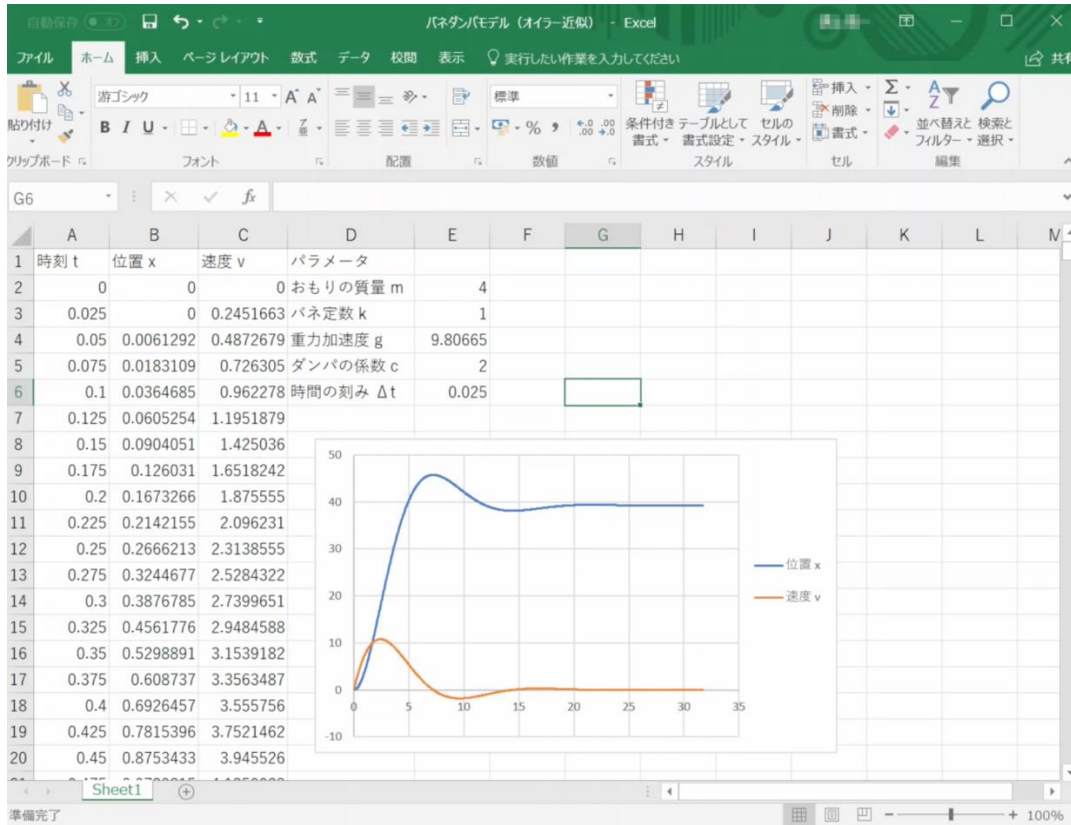 自動保存 オフ バネダンパモデル（オイラー近似） - Excel
ファイル ホーム 挿入 ページ レイアウト 数式 データ 校閲 表示 実行したい作業を入力してください 共有
貼り付け 游ゴシック 11 標準 条件付き書式 テーブルとして書式設定 セルのスタイル 挿入 削除 書式 並べ替えと フィルター 検索と選択
クリップボード フォント 配置 数値 スタイル セル 編集
G6 fx
A B C D E F G H I J K L M
1 時刻 t 位置 x 速度 v パラメータ
2 0 0 0 おもりの質量 m 4
3 0.025 0 0.2451663 バネ定数 k 1
4 0.05 0.0061292 0.4872679 重力加速度 g 9.80665
5 0.075 0.0183109 0.726305 ダンパの係数 c 2
6 0.1 0.0364685 0.962278 時間の刻み Δt 0.025
7 0.125 0.0605254 1.1951879
8 0.15 0.0904051 1.425036
9 0.175 0.126031 1.6518242
10 0.2 0.1673266 1.875555
11 0.225 0.2142155 2.096231
12 0.25 0.2666213 2.3138555
13 0.275 0.3244677 2.5284322
14 0.3 0.3876785 2.7399651
15 0.325 0.4561776 2.9484588
16 0.35 0.5298891 3.1539182
17 0.375 0.608737 3.3563487
18 0.4 0.6926457 3.555756
19 0.425 0.7815396 3.7521462
20 0.45 0.8753433 3.945526
50
40
30
20
10
0
-10
0 5 10 15 20 25 30 35
位置 x
速度 v
Sheet1
準備完了 100%